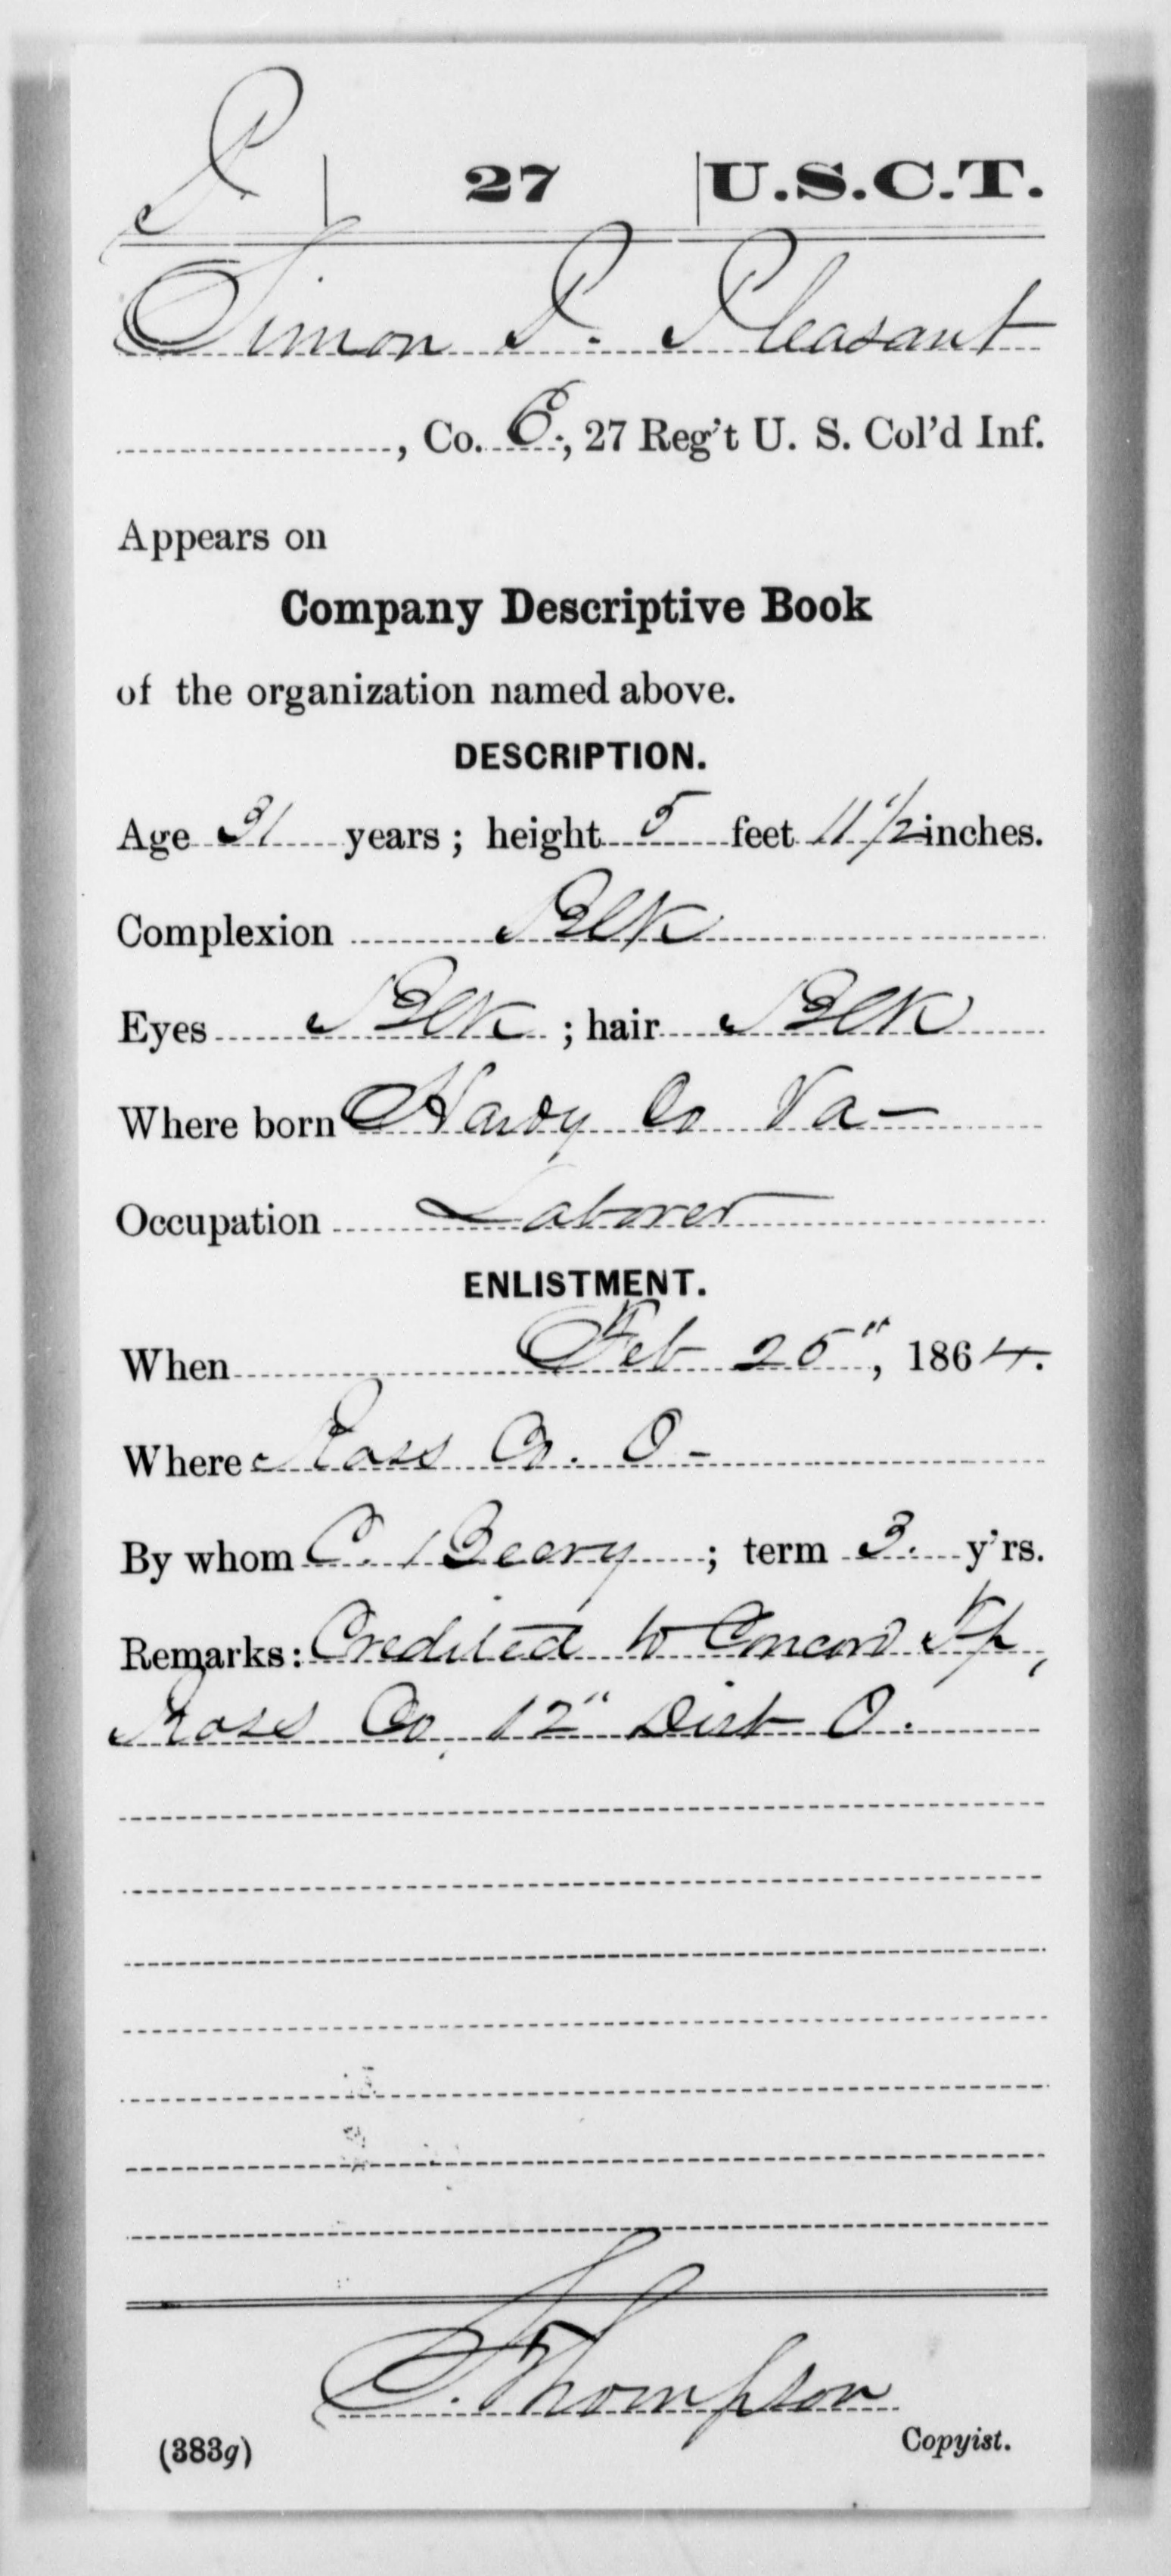 P | 27 | U.S.C.T.
Simon P. Pleasant
, Co. E, 27 Reg't U. S. Col'd Inf.
Appears on
Company Descriptive Book
of the organization named above.
DESCRIPTION.
Age 31 years; height 5 feet 11 1/2 inches.
Complexion Blk
Eyes Blk; hair Blk
Where born Hardy Co Va-
Occupation Laborer
ENLISTMENT.
When Feb 25", 1864.
Where Ross Co. O-
By whom C. Beery; term 3. y'rs.
Remarks: Credited to Concord Tp,
Ross Co, 12" Dist O.
S. Thompson
(383g) Copyist.